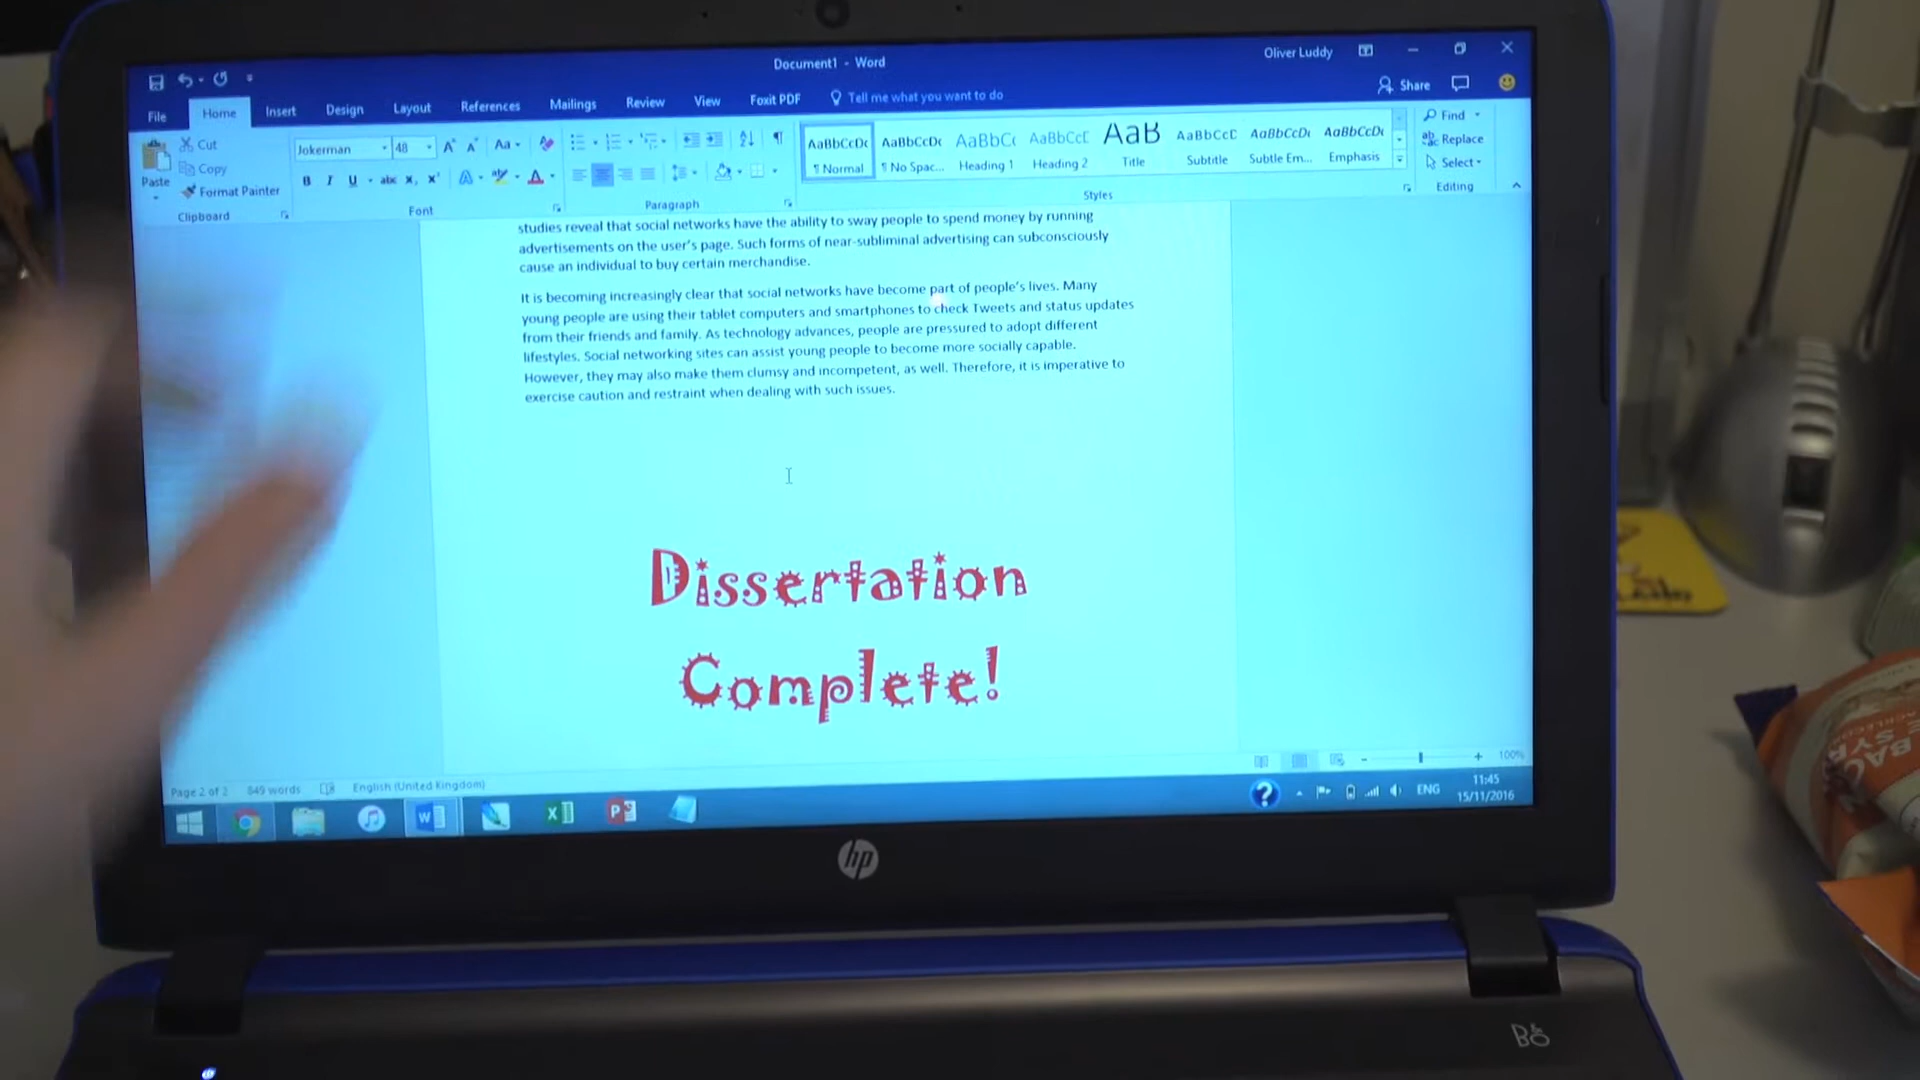 Document1 - Word
Oliver Luddy
File Home Insert Design Layout References Mailings Review View Foxit PDF Tell me what you want to do Share
Cut
Copy
Format Painter
Paste
Clipboard
Jokerman 48
Font
Paragraph
AaBbCcDc AaBbCcDc AaBbCc AaBbCcD AaB AaBbCcD AaBbCcDc AaBbCcDc
Normal No Spac... Heading 1 Heading 2 Title Subtitle Subtle Em... Emphasis
Styles
Find
Replace
Select
Editing
studies reveal that social networks have the ability to sway people to spend money by running
advertisements on the user's page. Such forms of near-subliminal advertising can subconsciously
cause an individual to buy certain merchandise.
It is becoming increasingly clear that social networks have become part of people's lives. Many
young people are using their tablet computers and smartphones to check Tweets and status updates
from their friends and family. As technology advances, people are pressured to adopt different
lifestyles. Social networking sites can assist young people to become more socially capable.
However, they may also make them clumsy and incompetent, as well. Therefore, it is imperative to
exercise caution and restraint when dealing with such issues.
Dissertation
Complete!
Page 2 of 2 849 words English (United Kingdom) 100%
ENG
11:45
15/11/2016
hp
B&O